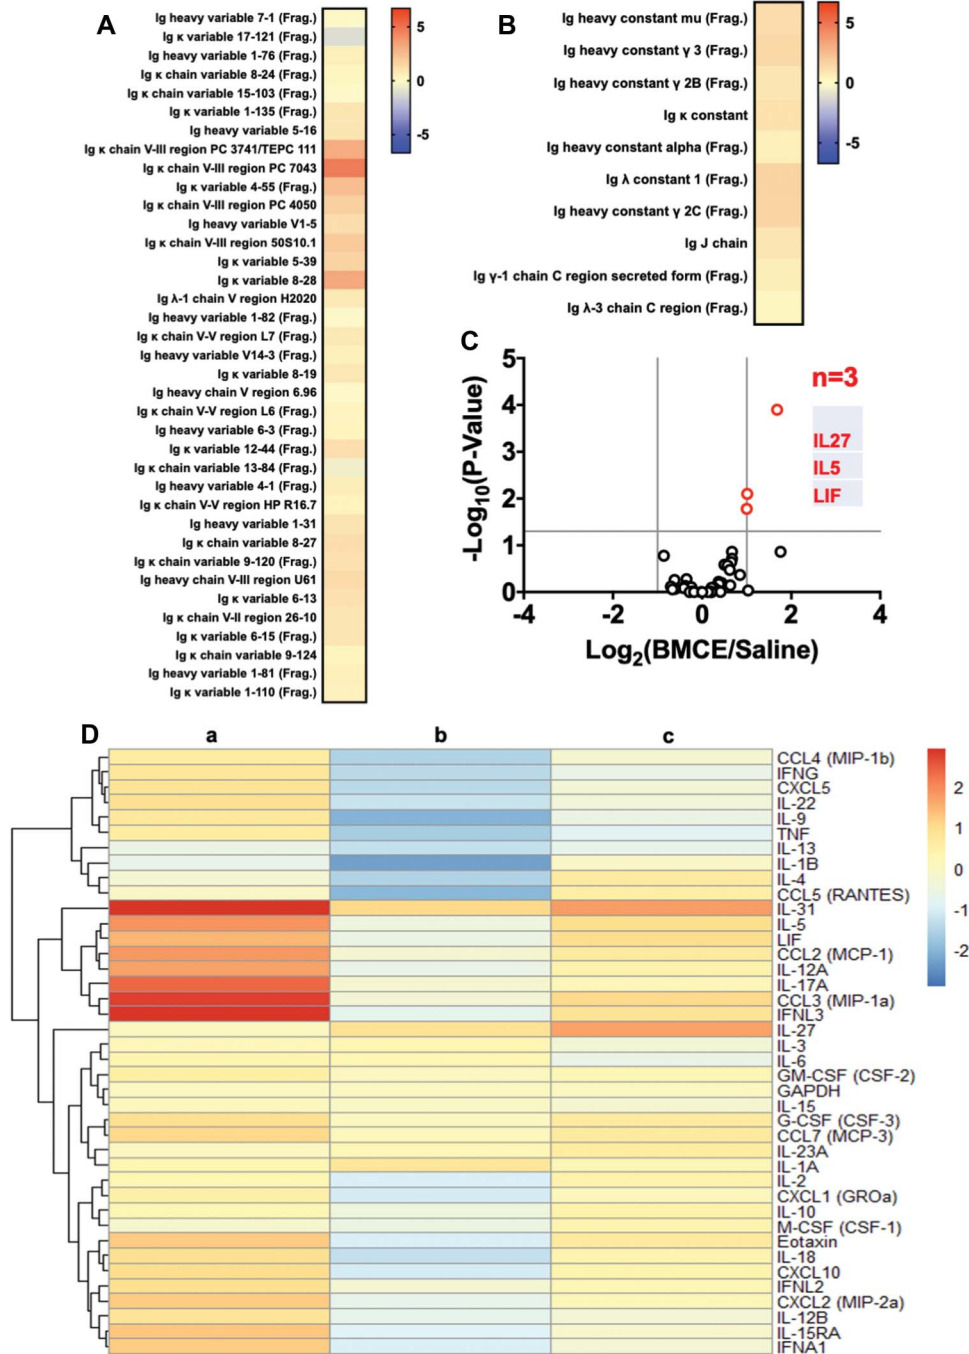 A
Ig heavy variable 7-1 (Frag.)
Ig κ variable 17-121 (Frag.)
Ig heavy variable 1-76 (Frag.)
Ig κ chain variable 8-24 (Frag.)
Ig κ chain variable 15-103 (Frag.)
Ig κ variable 1-135 (Frag.)
Ig heavy variable 5-16
Ig κ chain V-III region PC 3741/TEPC 111
Ig κ chain V-III region PC 7043
Ig κ variable 4-55 (Frag.)
Ig κ chain V-III region PC 4050
Ig heavy variable V1-5
Ig κ chain V-III region 50S10.1
Ig κ variable 5-39
Ig κ variable 8-28
Ig λ-1 chain V region H2020
Ig heavy variable 1-82 (Frag.)
Ig κ chain V-V region L7 (Frag.)
Ig heavy variable V14-3 (Frag.)
Ig κ variable 8-19
Ig heavy chain V region 6.96
Ig κ chain V-V region L6 (Frag.)
Ig heavy variable 6-3 (Frag.)
Ig κ variable 12-44 (Frag.)
Ig κ chain variable 13-84 (Frag.)
Ig heavy variable 4-1 (Frag.)
Ig κ chain V-V region HP R16.7
Ig heavy variable 1-31
Ig κ chain variable 8-27
Ig κ chain variable 9-120 (Frag.)
Ig heavy chain V-III region U61
Ig κ variable 6-13
Ig κ chain V-II region 26-10
Ig κ variable 6-15 (Frag.)
Ig κ chain variable 9-124
Ig heavy variable 1-81 (Frag.)
Ig κ variable 1-110 (Frag.)
5
0
-5
B
Ig heavy constant mu (Frag.)
Ig heavy constant γ 3 (Frag.)
Ig heavy constant γ 2B (Frag.)
Ig κ constant
Ig heavy constant alpha (Frag.)
Ig λ constant 1 (Frag.)
Ig heavy constant γ 2C (Frag.)
Ig J chain
Ig γ-1 chain C region secreted form (Frag.)
Ig λ-3 chain C region (Frag.)
5
0
-5
C
-Log10(P-Value)
5
4
3
2
1
0
-4
-2
0
2
4
Log2(BMCE/Saline)
n=3
IL27
IL5
LIF
D
a
b
c
CCL4 (MIP-1b)
IFNG
CXCL5
IL-22
IL-9
TNF
IL-13
IL-1B
IL-4
CCL5 (RANTES)
IL-31
IL-5
LIF
CCL2 (MCP-1)
IL-12A
IL-17A
CCL3 (MIP-1a)
IFNL3
IL-27
IL-3
IL-6
GM-CSF (CSF-2)
GAPDH
IL-15
G-CSF (CSF-3)
CCL7 (MCP-3)
IL-23A
IL-1A
IL-2
CXCL1 (GROa)
IL-10
M-CSF (CSF-1)
Eotaxin
IL-18
CXCL10
IFNL2
CXCL2 (MIP-2a)
IL-12B
IL-15RA
IFNA1
2
1
0
-1
-2